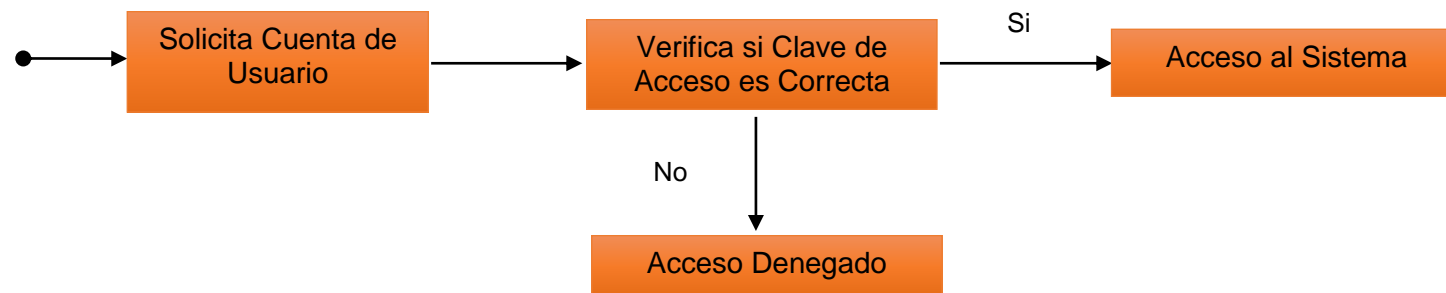 Solicita Cuenta de
Usuario
Verifica si Clave de
Acceso es Correcta
Si
Acceso al Sistema
No
Acceso Denegado